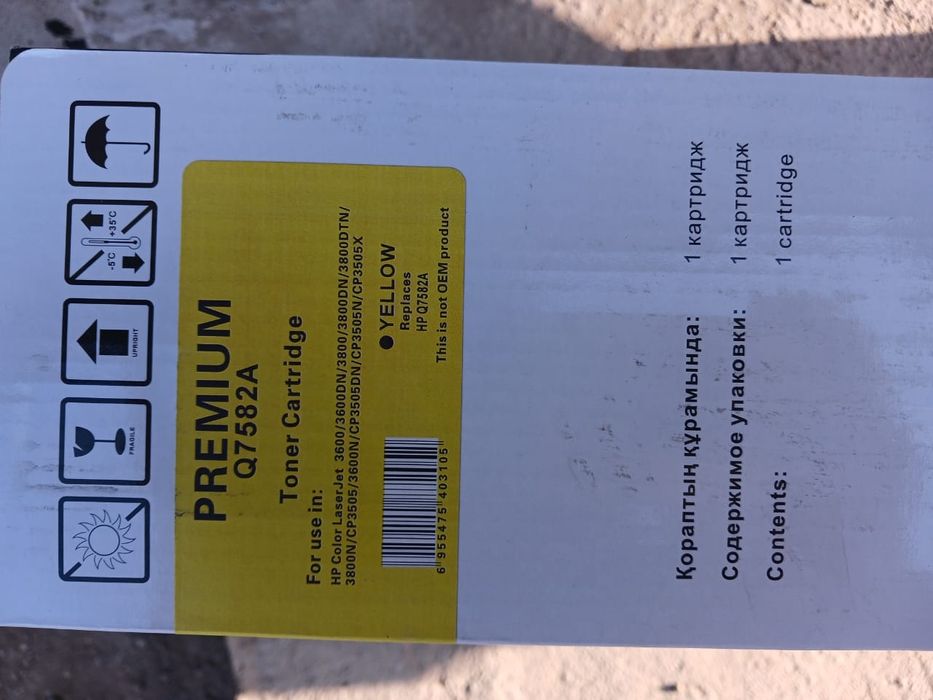 FRAGILE
UPRIGHT
-5°C +35°C
PREMIUM
Q7582A
Toner Cartridge
For use in:
HP Color LaserJet 3600/3600DN/3800/3800DN/3800DTN/
3800N/CP3505/3600N/CP3505DN/CP3505N/CP3505X
YELLOW
Replaces
HP Q7582A
This is not OEM product
6 955475 403105
Қораптың құрамында: 1 картридж
Содержимое упаковки: 1 картридж
Contents: 1 cartridge